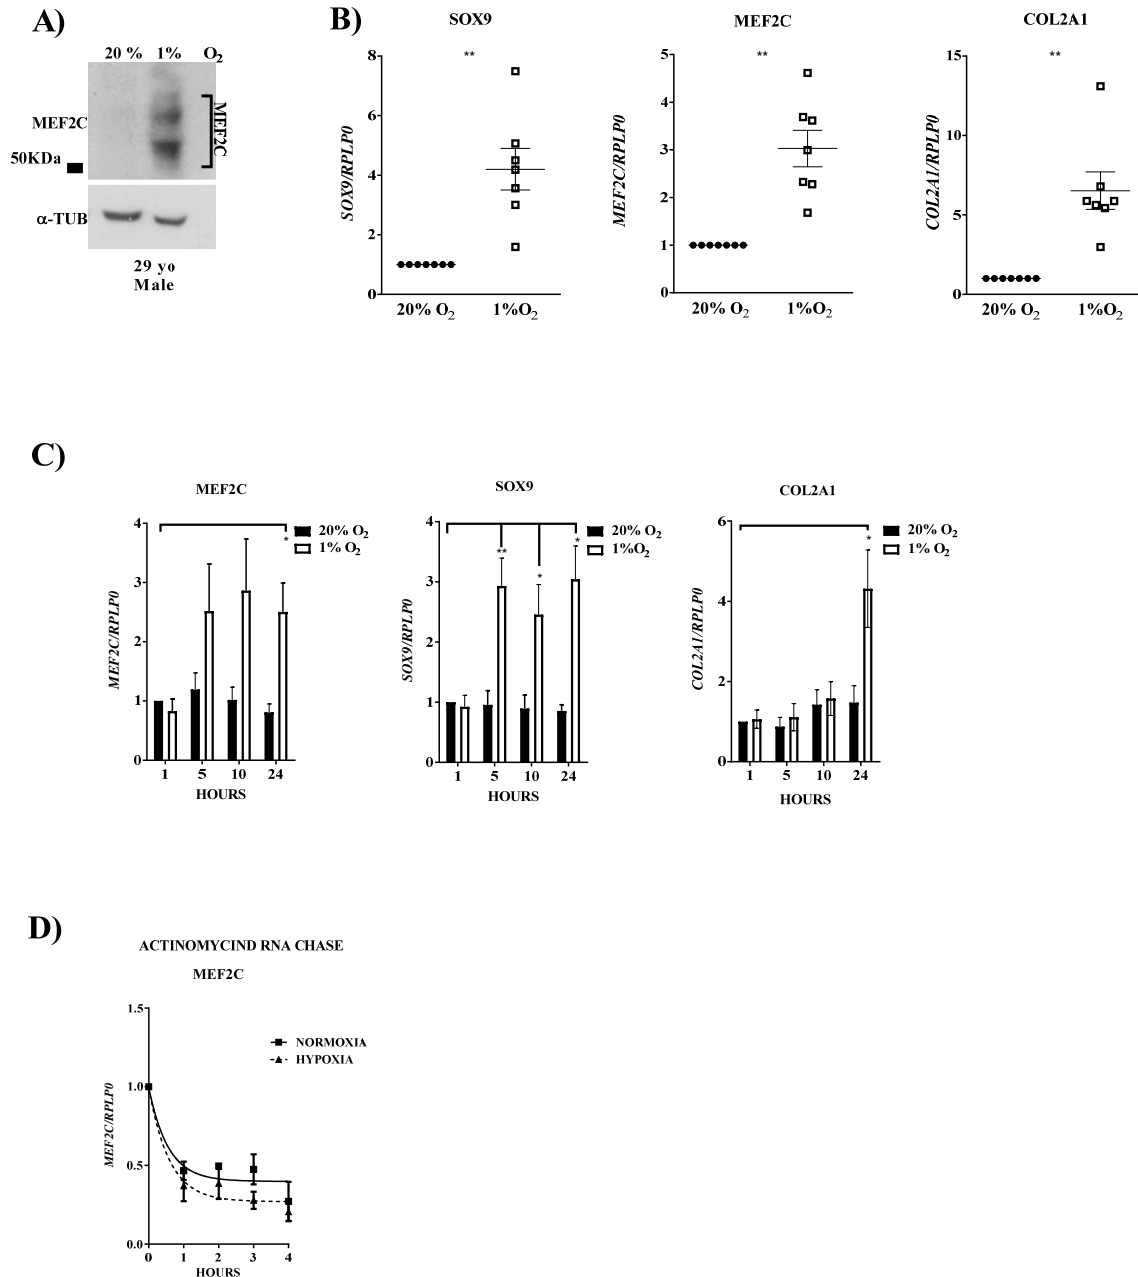 A)
20 % 1% O2
MEF2C
MEF2C
50KDa
α-TUB
29 yo
Male
B)
SOX9
**
SOX9/RPLP0
8
6
4
2
0
20% O2 1%O2
MEF2C
**
MEF2C/RPLP0
5
4
3
2
1
0
20% O2 1%O2
COL2A1
**
COL2A1/RPLP0
15
10
5
0
20% O2 1%O2
C)
MEF2C
20% O2
1% O2
*
MEF2C/RPLP0
4
3
2
1
0
1 5 10 24
HOURS
SOX9
20% O2
1%O2
** * *
SOX9/RPLP0
4
3
2
1
0
1 5 10 24
HOURS
COL2A1
20% O2
1% O2
*
COL2A1/RPLP0
6
4
2
0
1 5 10 24
HOURS
D)
ACTINOMYCIND RNA CHASE
MEF2C
NORMOXIA
HYPOXIA
MEF2C/RPLP0
1.5
1.0
0.5
0.0
0 1 2 3 4
HOURS